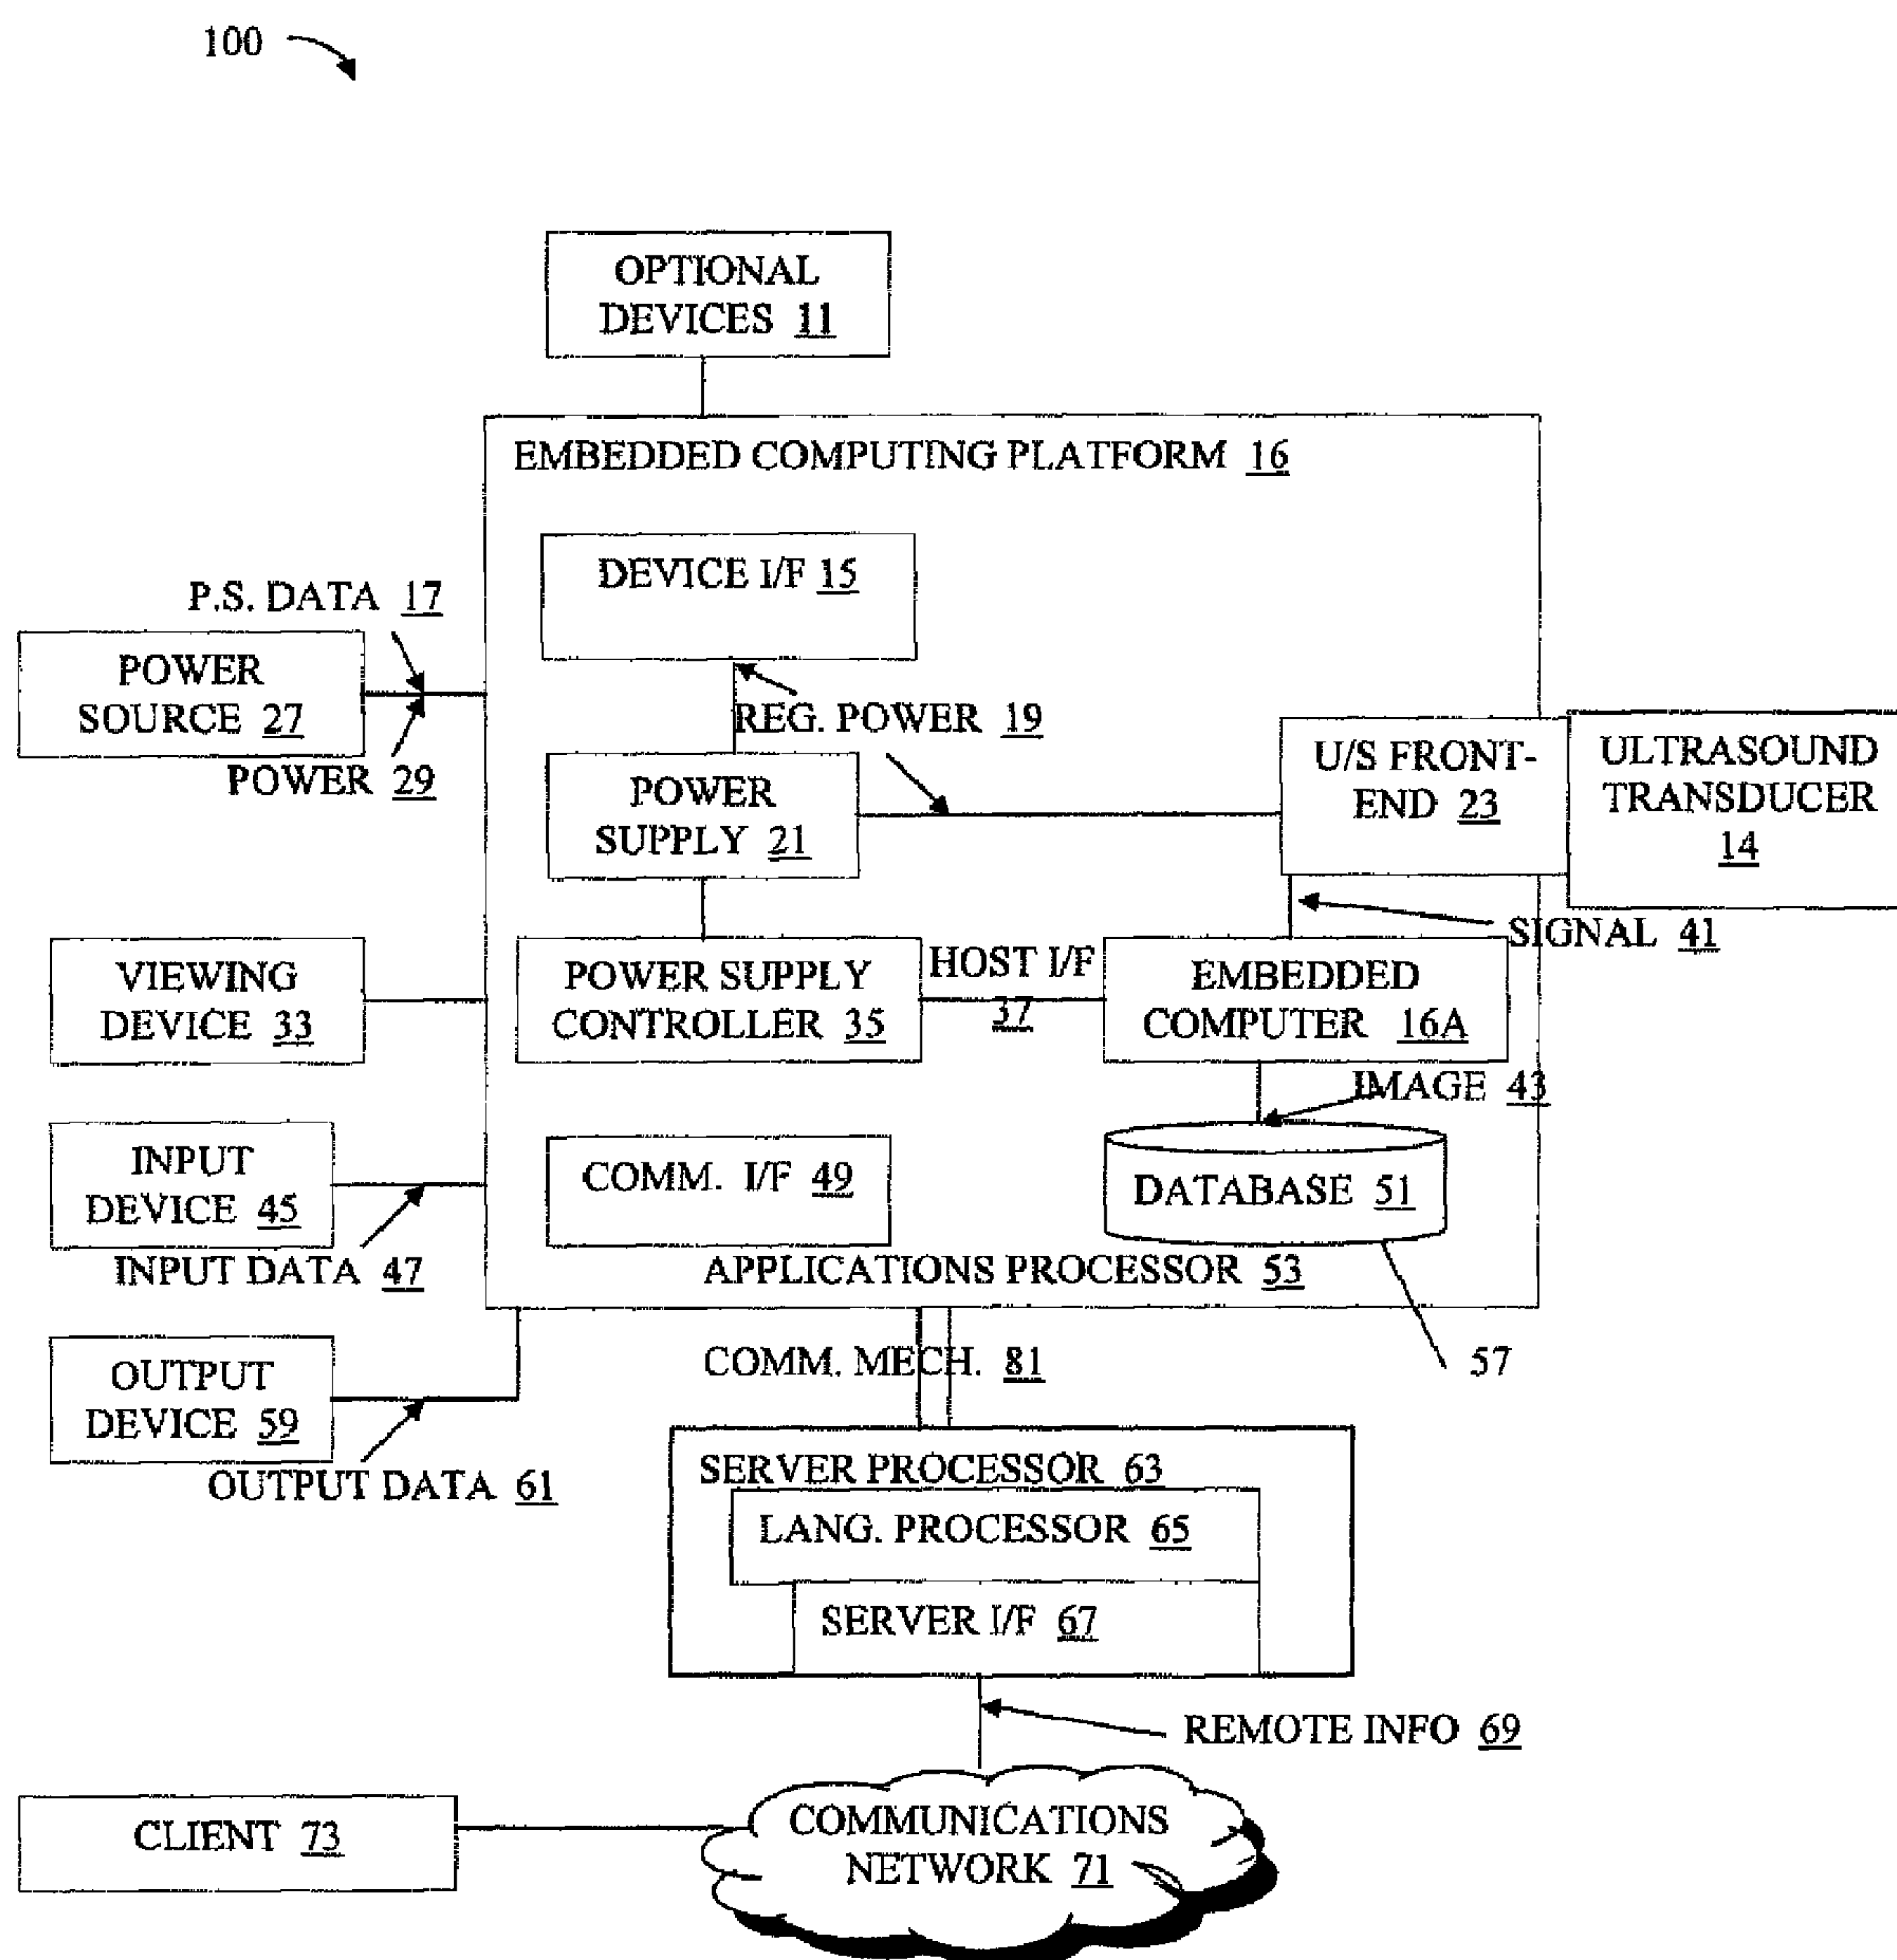 100
OPTIONAL
DEVICES 11
EMBEDDED COMPUTING PLATFORM 16
DEVICE I/F 15
P.S. DATA 17
POWER
SOURCE 27
POWER 29
REG. POWER 19
POWER
SUPPLY 21
U/S FRONT-
END 23
ULTRASOUND
TRANSDUCER
14
SIGNAL 41
VIEWING
DEVICE 33
POWER SUPPLY
CONTROLLER 35
HOST I/F
37
EMBEDDED
COMPUTER 16A
IMAGE 43
INPUT
DEVICE 45
INPUT DATA 47
COMM. I/F 49
DATABASE 51
APPLICATIONS PROCESSOR 53
57
OUTPUT
DEVICE 59
OUTPUT DATA 61
COMM. MECH. 81
SERVER PROCESSOR 63
LANG. PROCESSOR 65
SERVER I/F 67
REMOTE INFO 69
CLIENT 73
COMMUNICATIONS
NETWORK 71